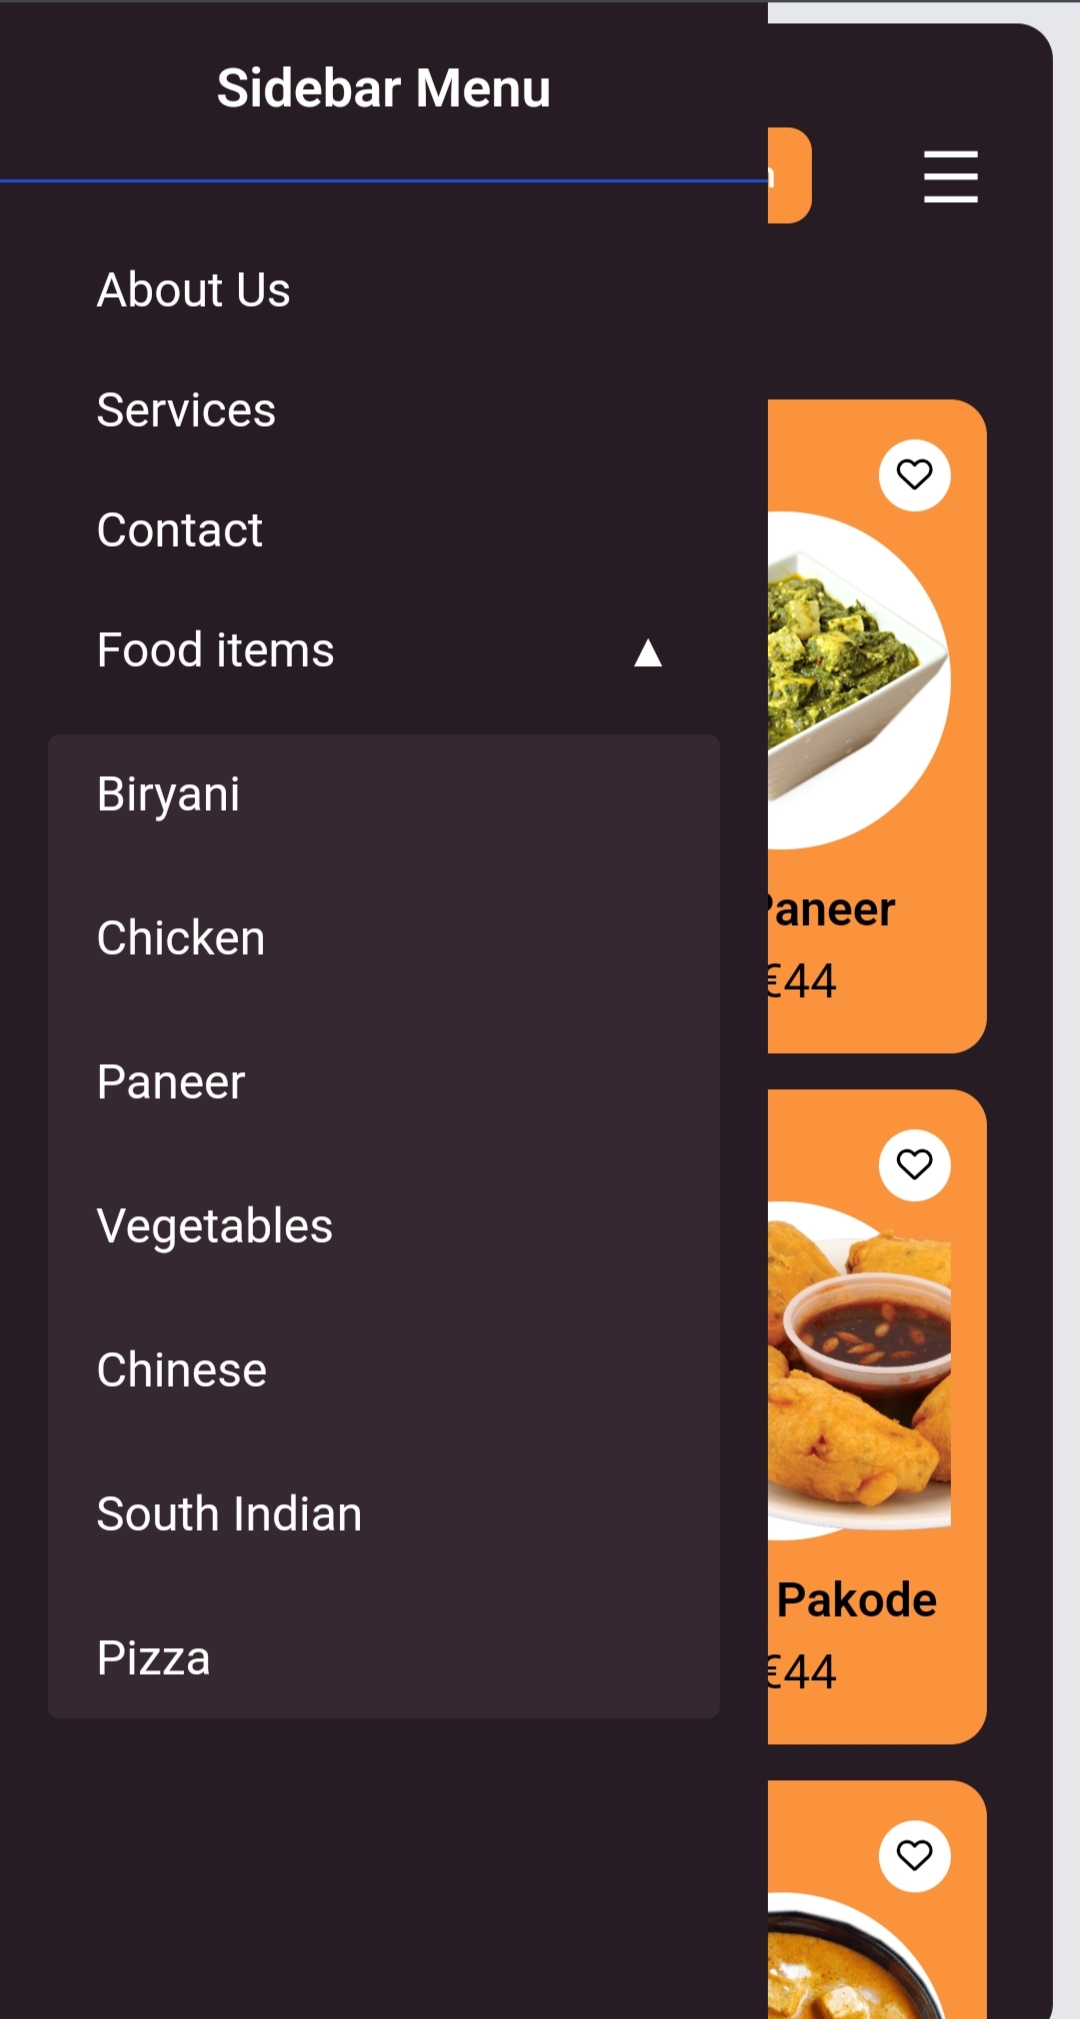 Sidebar Menu
About Us
Services
Contact
Food items ▲
Biryani
Chicken
Paneer
Vegetables
Chinese
South Indian
Pizza
Paneer
€44
Pakode
€44